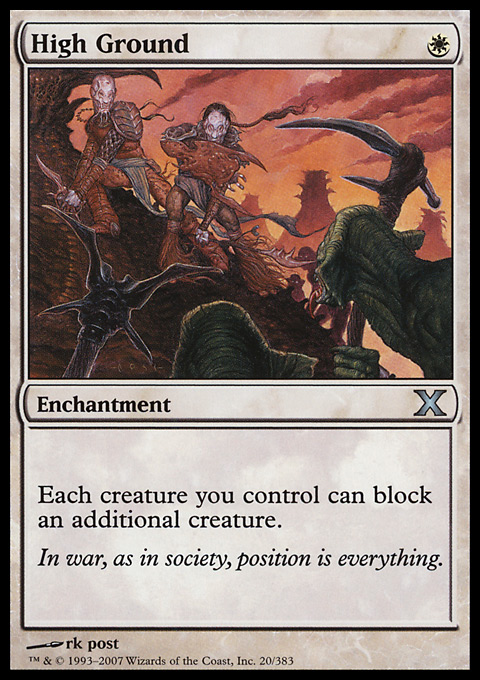 High Ground
Enchantment
X
Each creature you control can block
an additional creature.
In war, as in society, position is everything.
rk post
™ & © 1993–2007 Wizards of the Coast, Inc. 20/383